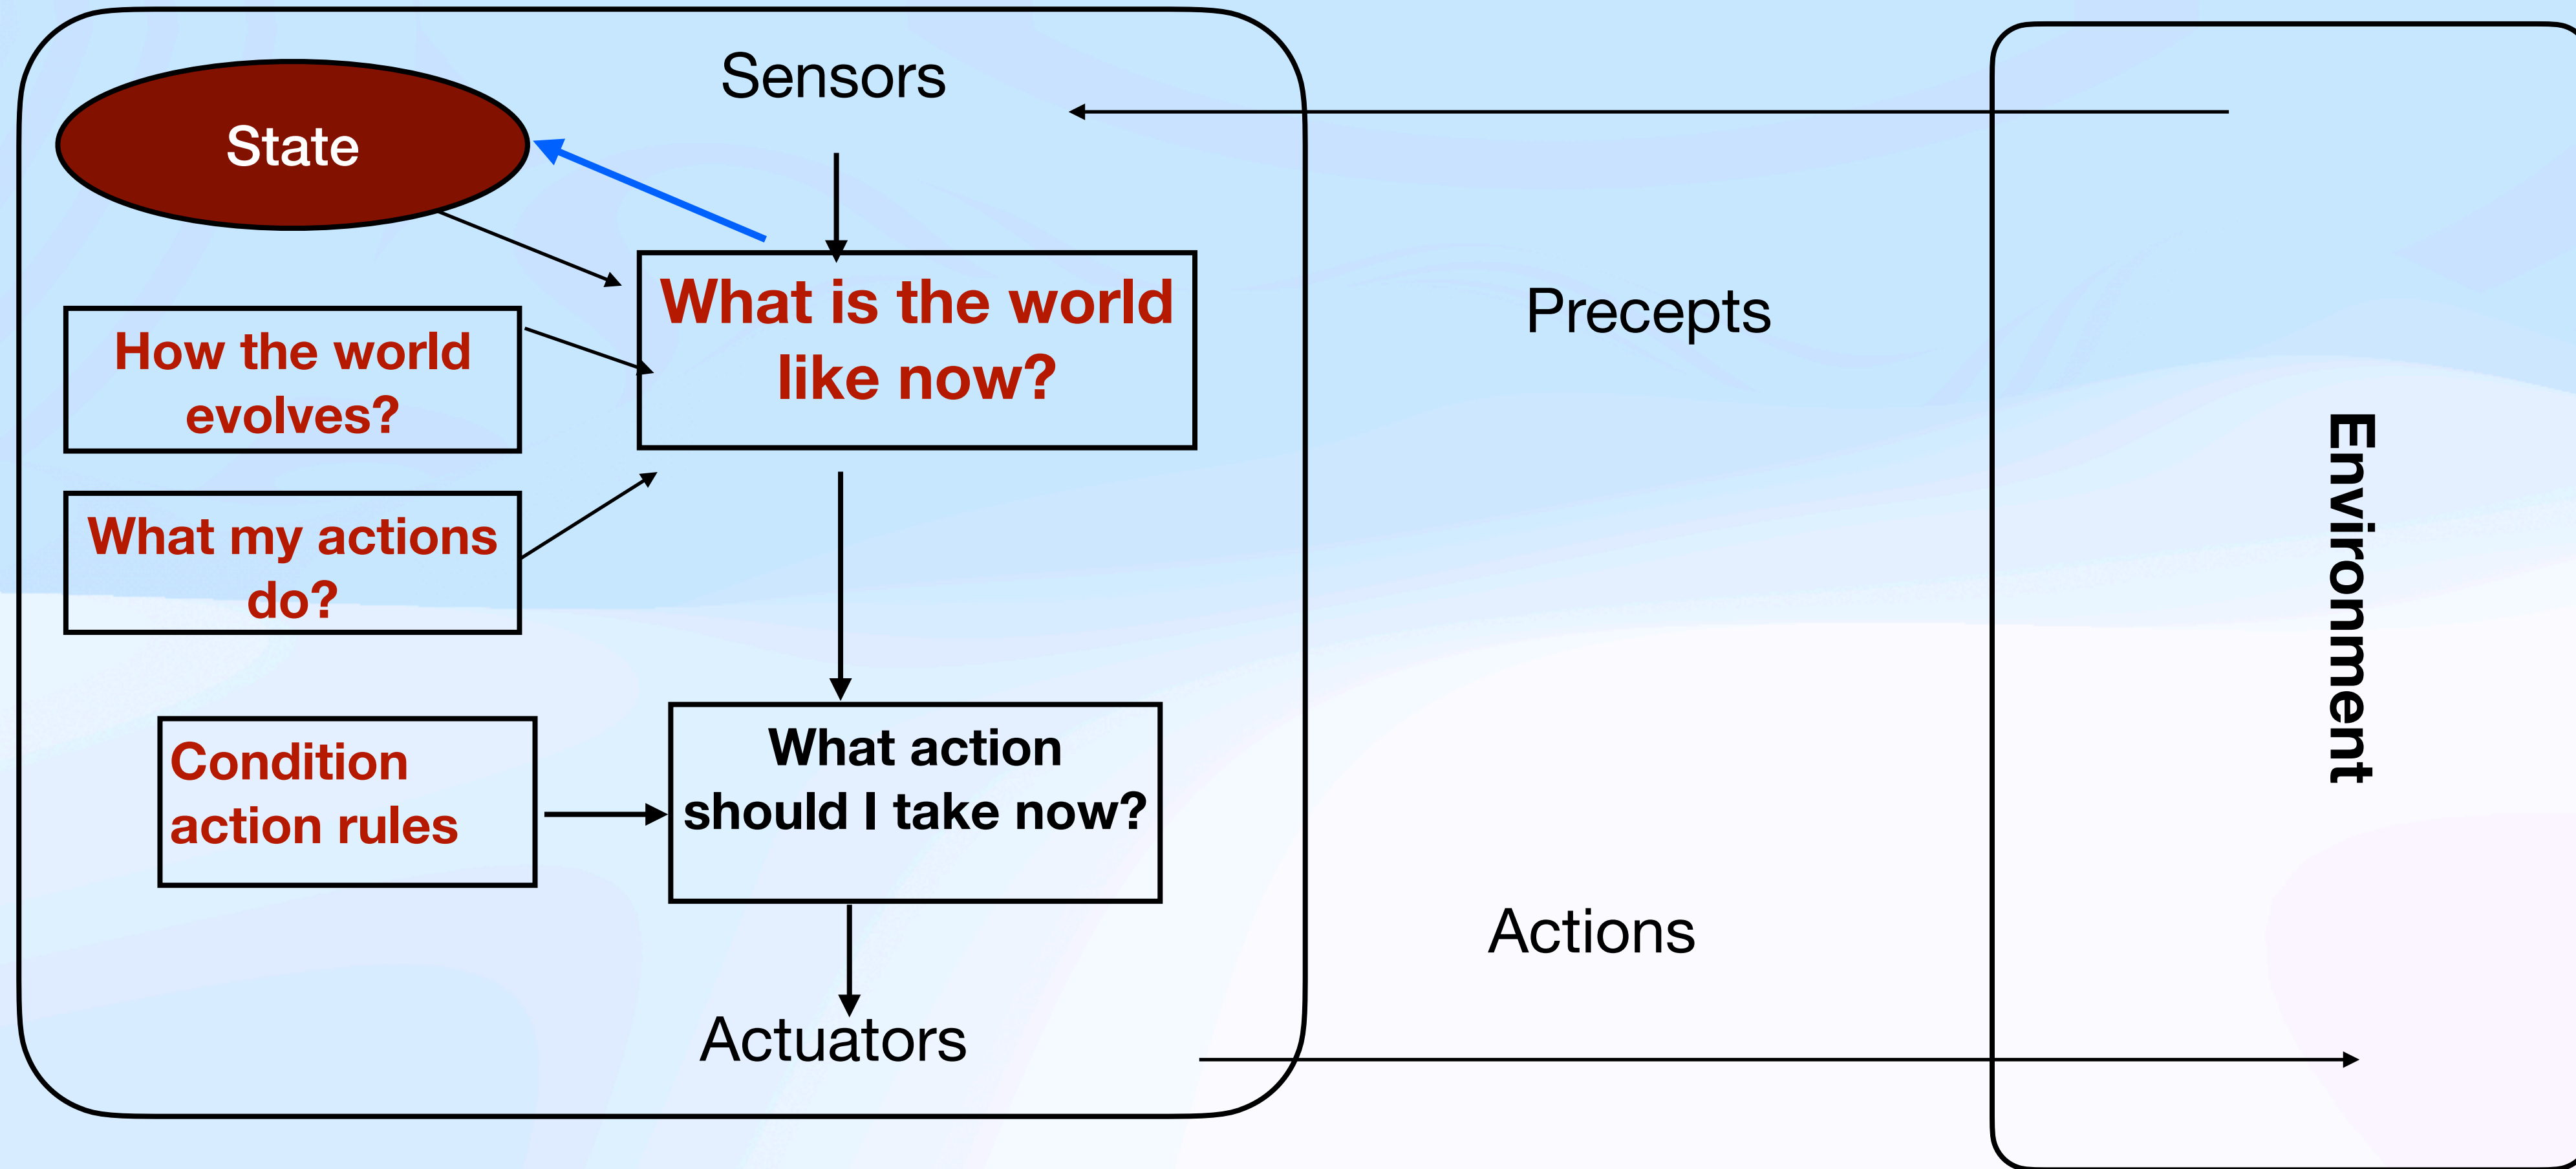 Sensors
State
What is the world
like now?
How the world
evolves?
What my actions
do?
Condition
action rules
What action
should I take now?
Actuators
Precepts
Actions
Environment